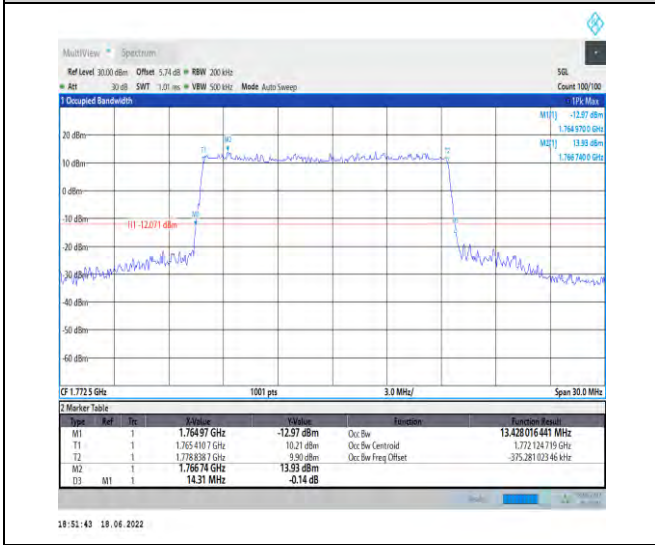 MultiView Spectrum
Ref Level 30.00 dBm Offset 5.74 dB RBW 200 kHz SGL
Att 30 dB SWT 1.01 ms VBW 500 kHz Mode Auto Sweep Count 100/100
1 Occupied Bandwidth 1Pk Max
M1[1] -12.97 dBm
1.764 970 0 GHz
20 dBm M2[1] 13.93 dBm
1.766 740 0 GHz
M2
T1 T2
10 dBm
0 dBm
-10 dBm
H1 -12.071 dBm
-20 dBm
-30 dBm
-40 dBm
-50 dBm
-60 dBm
CF 1.772 5 GHz 1001 pts 3.0 MHz/ Span 30.0 MHz
2 Marker Table
Type Ref Trc X-Value Y-Value Function Function Result
M1 1 1.764 97 GHz -12.97 dBm Occ Bw 13.428 016 441 MHz
T1 1 1.765 410 7 GHz 10.21 dBm Occ Bw Centroid 1.772 124 719 GHz
T2 1 1.778 838 7 GHz 9.90 dBm Occ Bw Freq Offset -375.281 023 46 kHz
M2 1 1.766 74 GHz 13.93 dBm
D3 M1 1 14.31 MHz -0.14 dB
18:51:43 18.06.2022